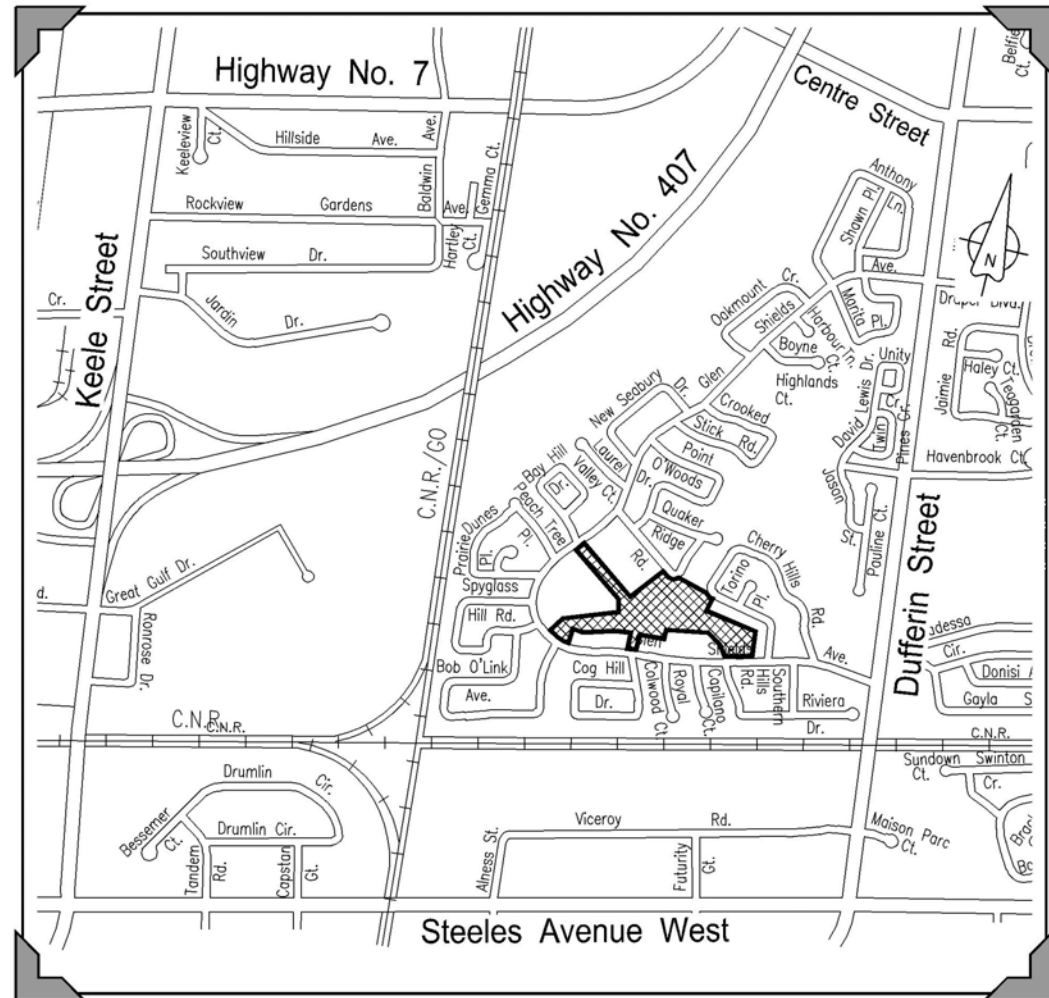 Highway No. 7
Centre Street
Keeleview Ct.
Hillside Ave.
Baldwin Ave.
Rockview Gardens Ave.
Gemma Ct.
Hartley Ct.
Southview Dr.
Keele Street
Cr.
Jardin Dr.
Highway No. 407
C.N.R./GO
Anthony Ln.
Shawn Pl.
Ave.
Marita Pl.
N
Oakmount Cr.
Shields
Harbour Tn.
Boyne Ct.
Highlands Ct.
Glen
New Seabury Dr.
Crooked Stick Rd.
Point O'Woods
Dr.
Laurel Valley Ct.
Bay Hill Dr.
Peach Tree Pl.
Prairie Dunes Pl.
Quaker Ridge
Rd.
Spyglass Hill Rd.
Bob O'Link Ave.
Cherry Hills Rd.
Torino Pl.
David Lewis Dr.
Unity Cr.
Twin Pines Cr.
Jason St.
Pauline Ct.
Jaimie Rd.
Haley Ct.
Teagarden Ct.
Havenbrook Ct.
Dufferin Street
Great Gulf Dr.
Ronrose Dr.
d.
Shields Ave.
Cog Hill Dr.
Colwood Ct.
Royal Ct.
Capilano Ct.
Southern Hills Rd.
Riviera Dr.
Cir.
Donisi
Gayla
C.N.R.
C.N.R.
C.N.R.
Sundown Ct.
Swinton Cr.
Drumlin Cir.
Bessemer Ct.
Drumlin Cir.
Tandem Rd.
Capstan Gt.
Alness St.
Viceroy Rd.
Futurity Gt.
Maison Parc Ct.
Steeles Avenue West